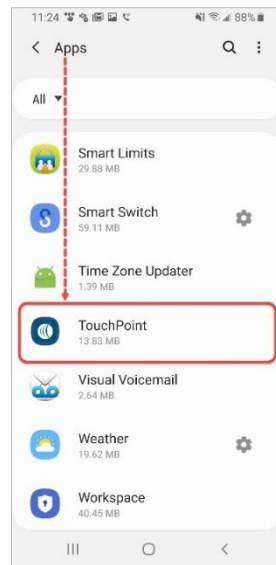 11:24 88%
Apps
All
Smart Limits
29.88 MB
Smart Switch
59.11 MB
Time Zone Updater
1.39 MB
TouchPoint
13.83 MB
Visual Voicemail
2.64 MB
Weather
19.62 MB
Workspace
40.45 MB